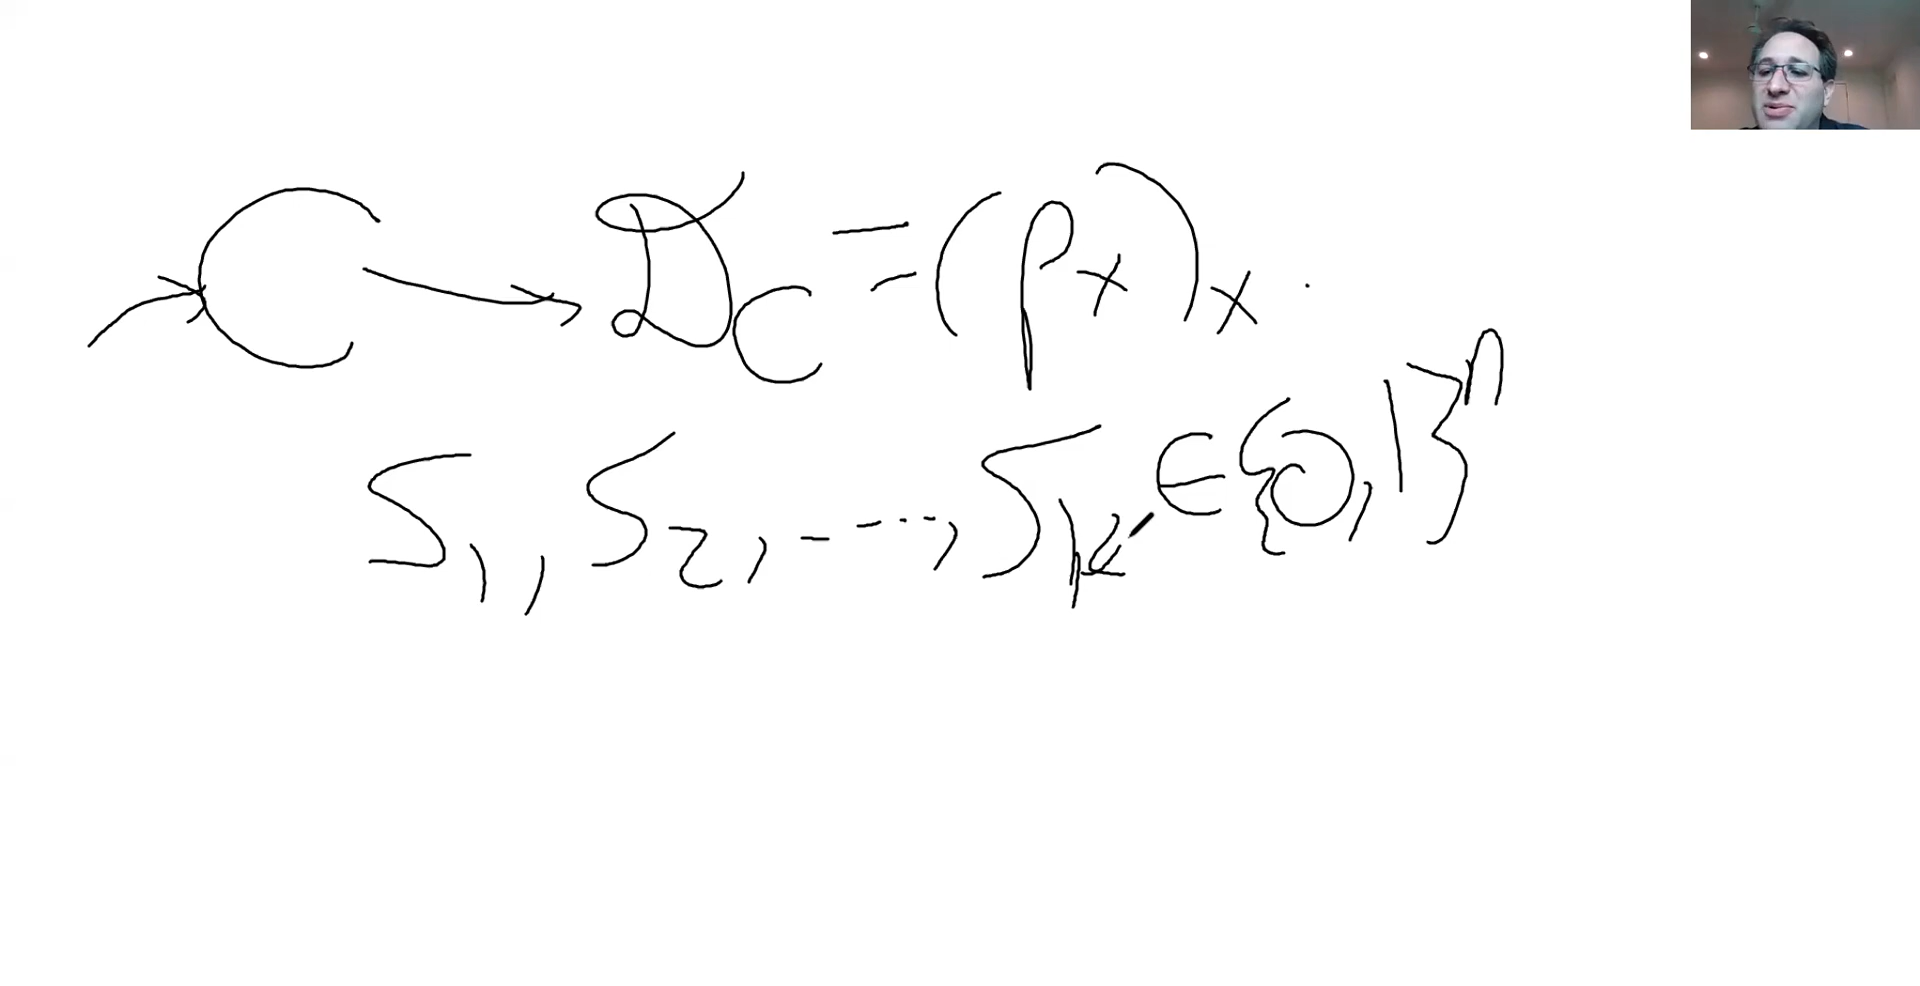 C → D_C = (p_x)_x .
S_1, S_2, - - ..., S_k ∈ {0, 1}^n